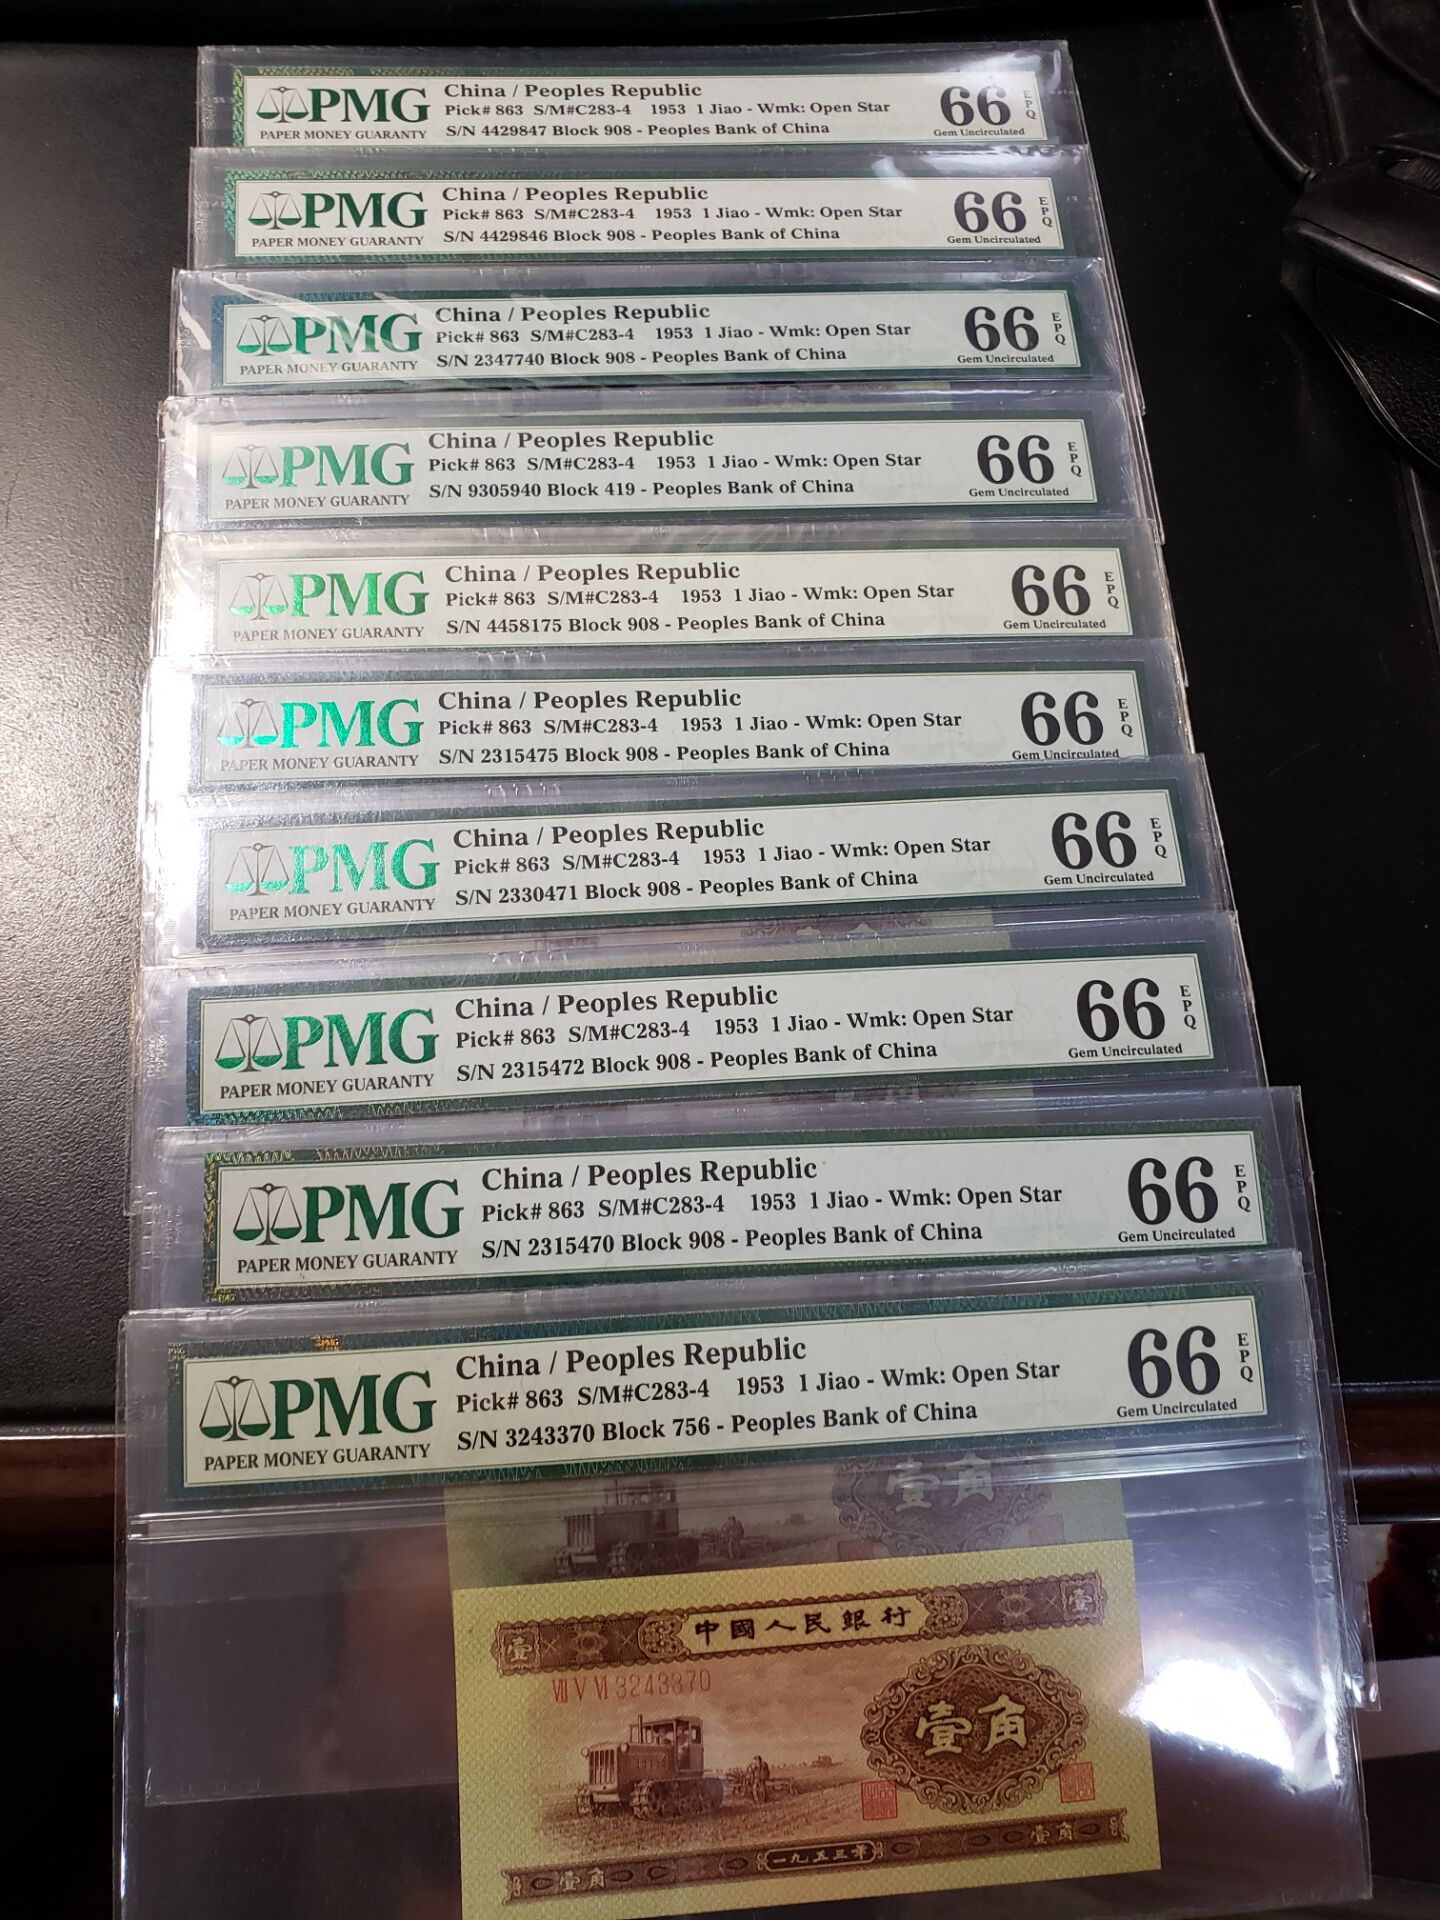 PMG
PAPER MONEY GUARANTY
China / Peoples Republic
Pick# 863 S/M#C283-4 1953 1 Jiao - Wmk: Open Star
S/N 4429847 Block 908 - Peoples Bank of China
66
EPQ
Gem Uncirculated
PMG
PAPER MONEY GUARANTY
China / Peoples Republic
Pick# 863 S/M#C283-4 1953 1 Jiao - Wmk: Open Star
S/N 4429846 Block 908 - Peoples Bank of China
66
EPQ
Gem Uncirculated
PMG
PAPER MONEY GUARANTY
China / Peoples Republic
Pick# 863 S/M#C283-4 1953 1 Jiao - Wmk: Open Star
S/N 2347740 Block 908 - Peoples Bank of China
66
EPQ
Gem Uncirculated
PMG
PAPER MONEY GUARANTY
China / Peoples Republic
Pick# 863 S/M#C283-4 1953 1 Jiao - Wmk: Open Star
S/N 9305940 Block 419 - Peoples Bank of China
66
EPQ
Gem Uncirculated
PMG
PAPER MONEY GUARANTY
China / Peoples Republic
Pick# 863 S/M#C283-4 1953 1 Jiao - Wmk: Open Star
S/N 4458175 Block 908 - Peoples Bank of China
66
EPQ
Gem Uncirculated
PMG
PAPER MONEY GUARANTY
China / Peoples Republic
Pick# 863 S/M#C283-4 1953 1 Jiao - Wmk: Open Star
S/N 2315475 Block 908 - Peoples Bank of China
66
EPQ
Gem Uncirculated
PMG
PAPER MONEY GUARANTY
China / Peoples Republic
Pick# 863 S/M#C283-4 1953 1 Jiao - Wmk: Open Star
S/N 2330471 Block 908 - Peoples Bank of China
66
EPQ
Gem Uncirculated
PMG
PAPER MONEY GUARANTY
China / Peoples Republic
Pick# 863 S/M#C283-4 1953 1 Jiao - Wmk: Open Star
S/N 2315472 Block 908 - Peoples Bank of China
66
EPQ
Gem Uncirculated
PMG
PAPER MONEY GUARANTY
China / Peoples Republic
Pick# 863 S/M#C283-4 1953 1 Jiao - Wmk: Open Star
S/N 2315470 Block 908 - Peoples Bank of China
66
EPQ
Gem Uncirculated
PMG
PAPER MONEY GUARANTY
China / Peoples Republic
Pick# 863 S/M#C283-4 1953 1 Jiao - Wmk: Open Star
S/N 3243370 Block 756 - Peoples Bank of China
66
EPQ
Gem Uncirculated
壹角
壹 中國人民銀行 壹
VII V VI 3243370
壹角
壹角 一九五三年 壹角